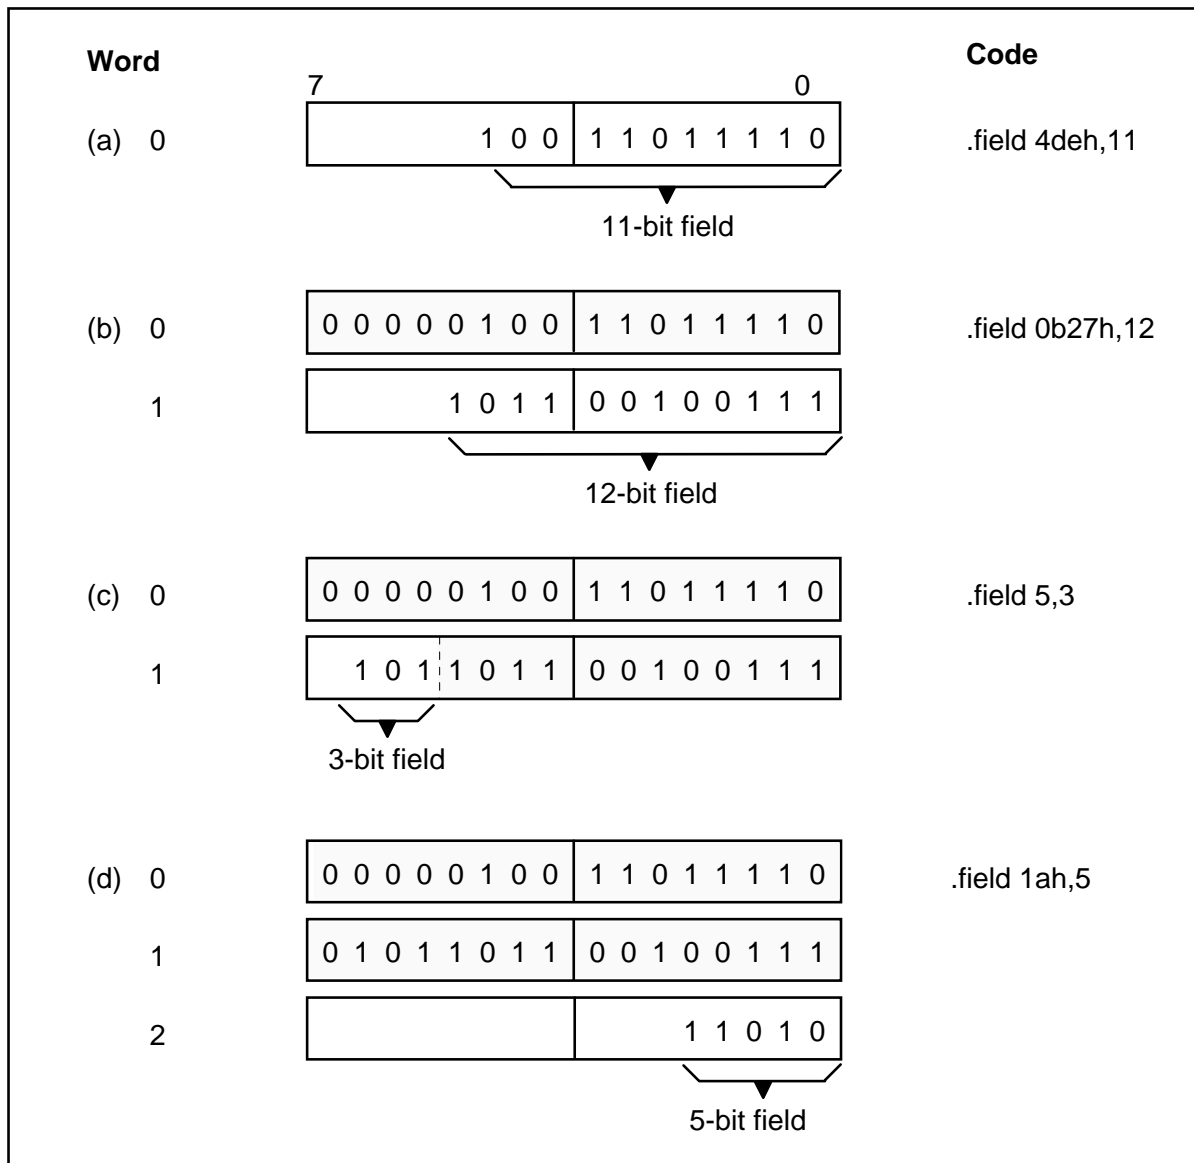 Word Code
7 0
(a) 0 1 0 0 1 1 0 1 1 1 1 0 .field 4deh,11
11-bit field
(b) 0 0 0 0 0 0 1 0 0 1 1 0 1 1 1 1 0 .field 0b27h,12
1 1 0 1 1 0 0 1 0 0 1 1 1
12-bit field
(c) 0 0 0 0 0 0 1 0 0 1 1 0 1 1 1 1 0 .field 5,3
1 1 0 1 1 0 1 1 0 0 1 0 0 1 1 1
3-bit field
(d) 0 0 0 0 0 0 1 0 0 1 1 0 1 1 1 1 0 .field 1ah,5
1 0 1 0 1 1 0 1 1 0 0 1 0 0 1 1 1
2 1 1 0 1 0
5-bit field